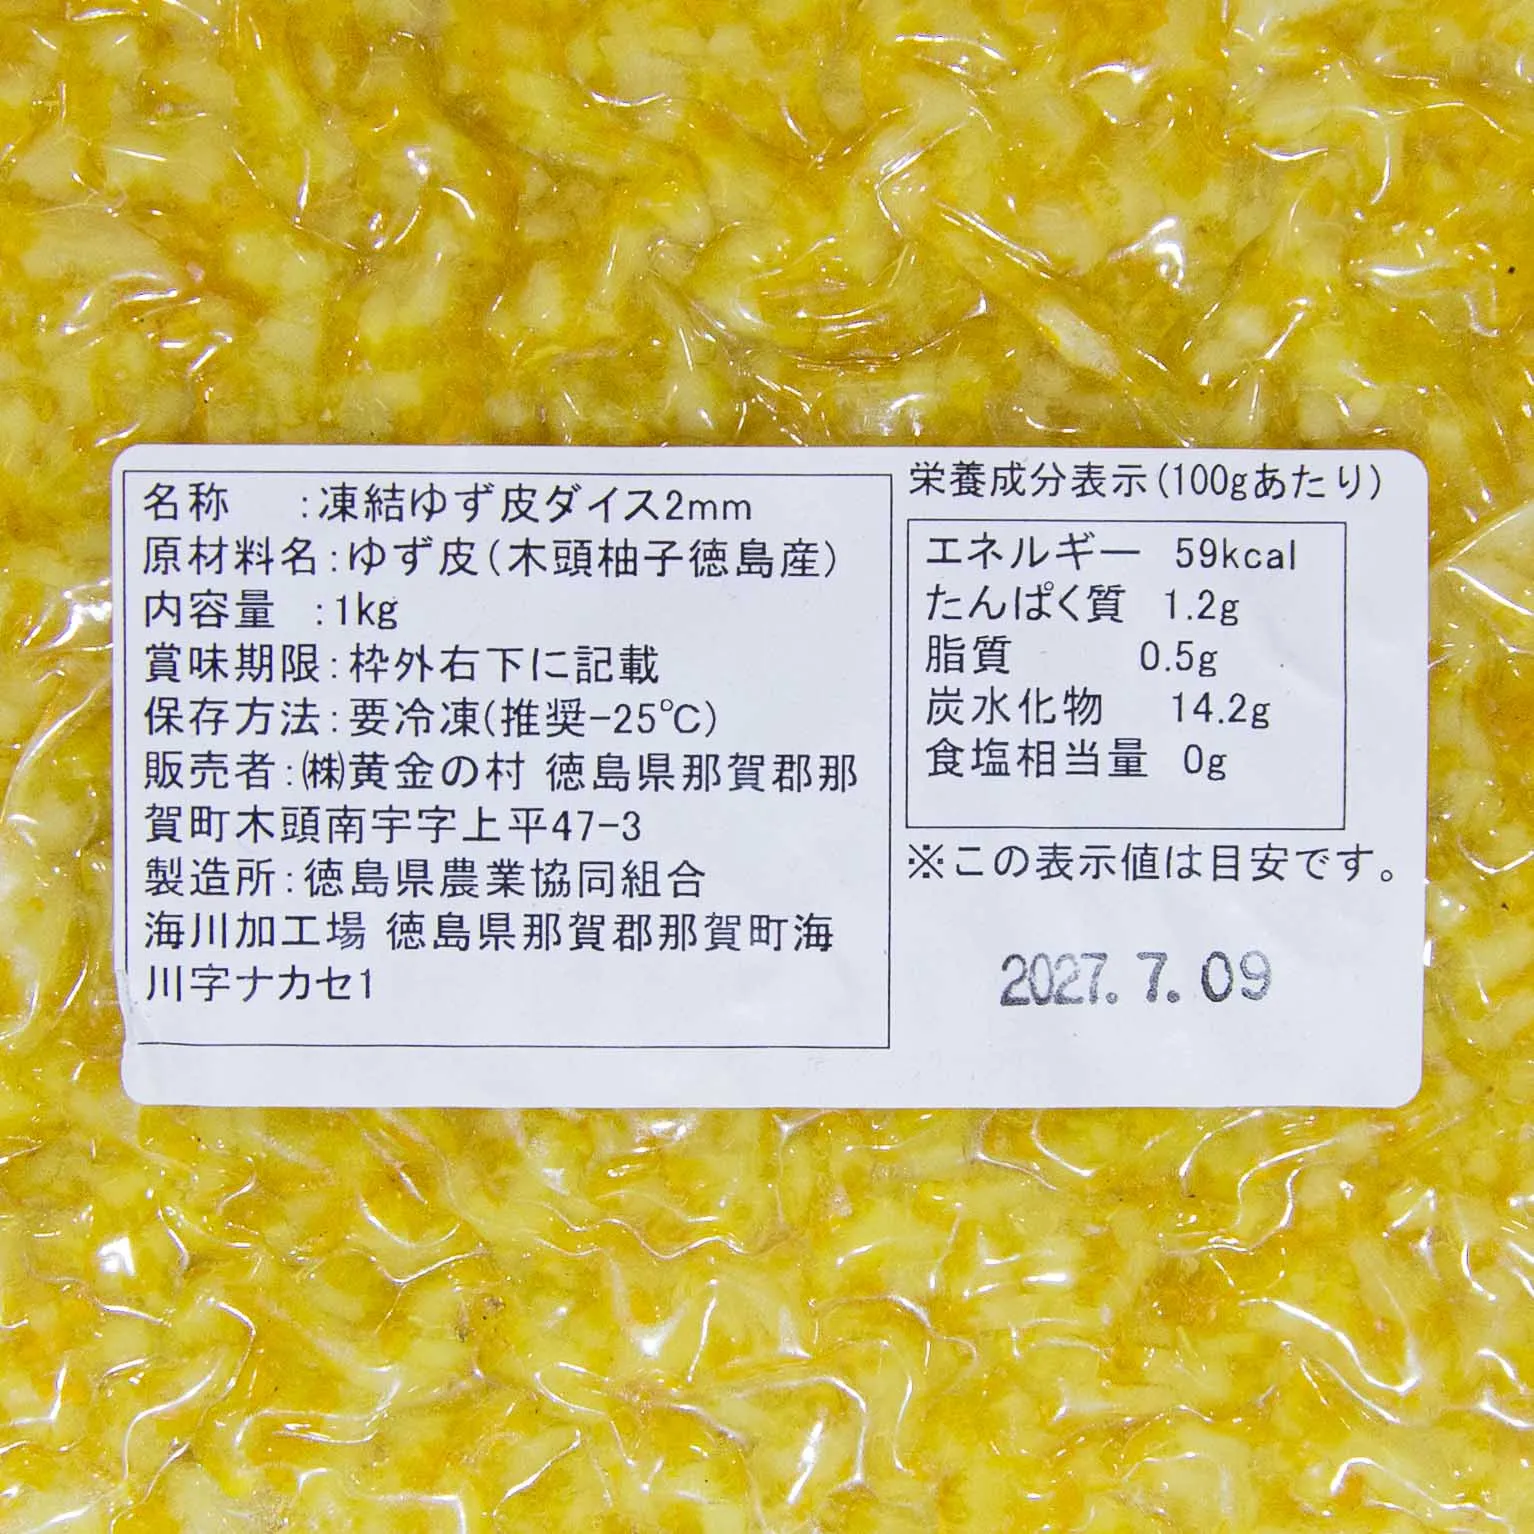 名称　:凍結ゆず皮ダイス2mm
原材料名:ゆず皮(木頭柚子徳島産)
内容量　:1kg
賞味期限:枠外右下に記載
保存方法:要冷凍(推奨-25℃)
販売者:㈱黄金の村 徳島県那賀郡那
賀町木頭南宇字上平47-3
製造所:徳島県農業協同組合
海川加工場 徳島県那賀郡那賀町海
川字ナカセ1
栄養成分表示(100gあたり)
エネルギー 59kcal
たんぱく質 1.2g
脂質 0.5g
炭水化物 14.2g
食塩相当量 0g
※この表示値は目安です。
2027.7.09